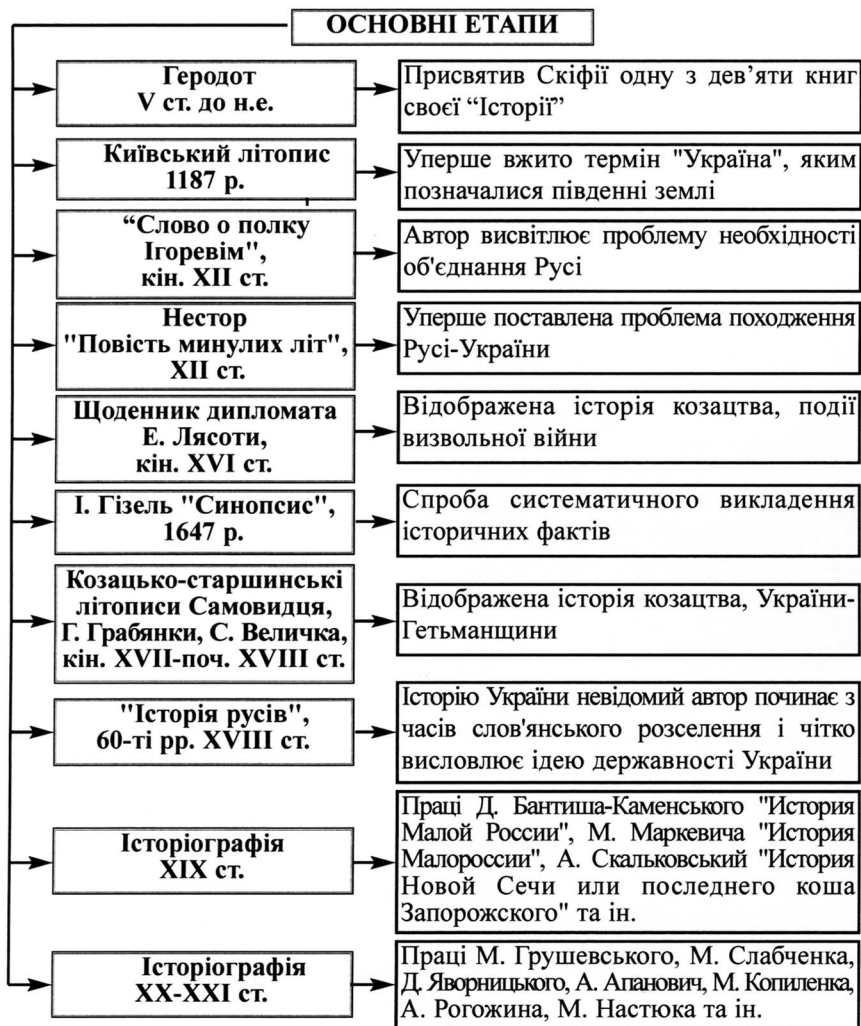 ОСНОВНІ ЕТАПИ
Геродот
V ст. до н.е.
Присвятив Скіфії одну з дев’яти книг
своєї “Історії”
Київський літопис
1187 р.
Уперше вжито термін "Україна", яким
позначалися південні землі
“Слово о полку
Ігоревім",
кін. XII ст.
Автор висвітлює проблему необхідності
об'єднання Русі
Нестор
"Повість минулих літ",
XII ст.
Уперше поставлена проблема походження
Русі-України
Щоденник дипломата
Е. Лясоти,
кін. XVI ст.
Відображена історія козацтва, події
визвольної війни
І. Гізель "Синопсис",
1647 р.
Спроба систематичного викладення
історичних фактів
Козацько-старшинські
літописи Самовидця,
Г. Грабянки, С. Величка,
кін. XVII-поч. XVIII ст.
Відображена історія козацтва, України-
Гетьманщини
"Історія русів",
60-ті рр. XVIII ст.
Історію України невідомий автор починає з
часів слов'янського розселення і чітко
висловлює ідею державності України
Історіографія
XIX ст.
Праці Д. Бантиша-Каменського "История
Малой России", М. Маркевича "История
Малороссии", А. Скальковський "История
Новой Сечи или последнего коша
Запорожского" та ін.
Історіографія
XX-XXI ст.
Праці М. Грушевського, М. Слабченка,
Д. Яворницького, А. Апанович, М. Копиленка,
А. Рогожина, М. Настюка та ін.